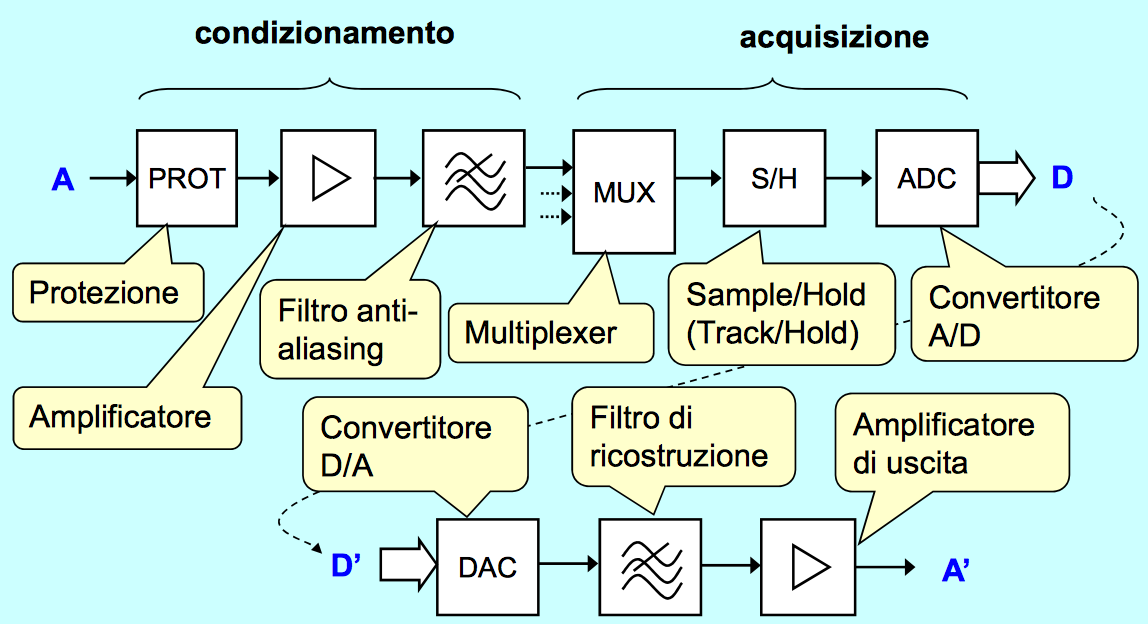 condizionamento
acquisizione
A
PROT
MUX
S/H
ADC
D
Protezione
Filtro anti-
aliasing
Multiplexer
Sample/Hold
(Track/Hold)
Convertitore
A/D
Amplificatore
Convertitore
D/A
Filtro di
ricostruzione
Amplificatore
di uscita
D’
DAC
A’